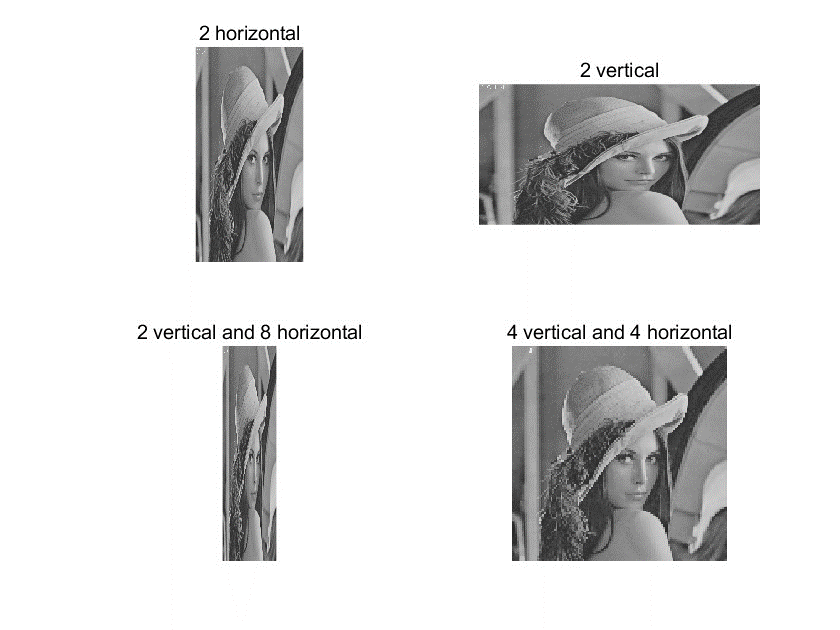 2 horizontal
2 vertical
2 vertical and 8 horizontal
4 vertical and 4 horizontal